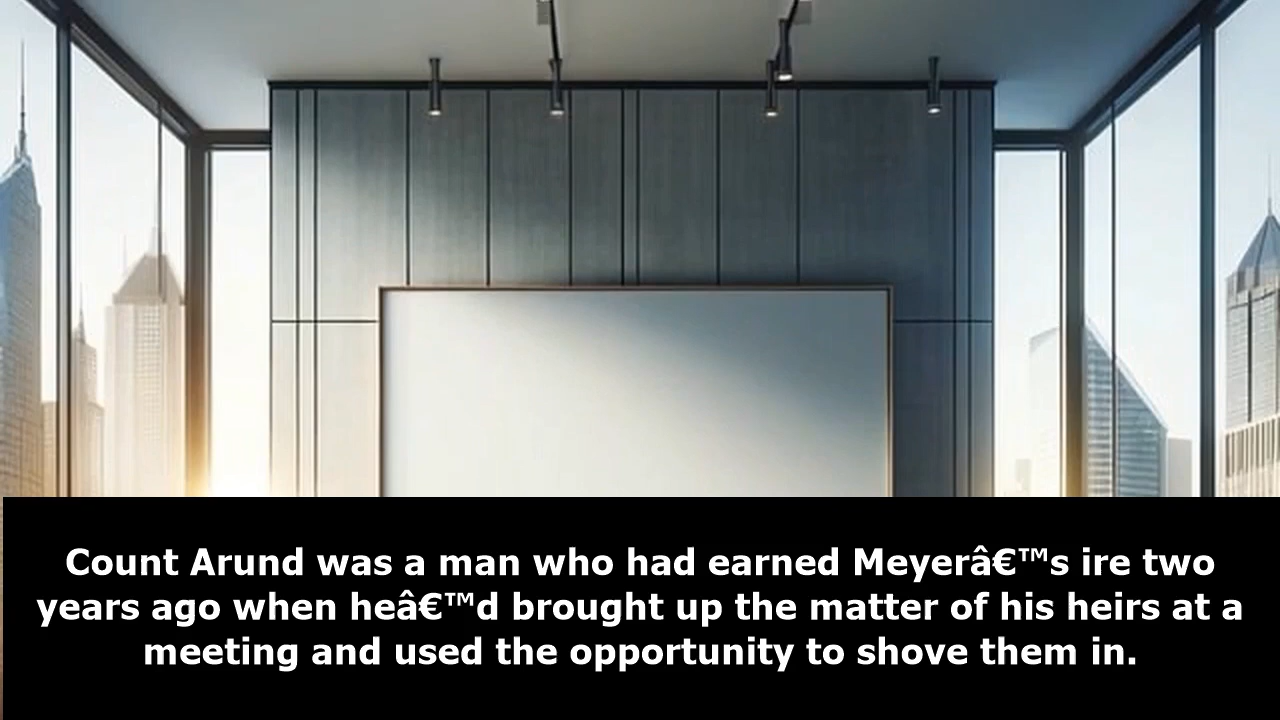 Count Arund was a man who had earned Meyerâ€™s ire two
years ago when heâ€™d brought up the matter of his heirs at a
meeting and used the opportunity to shove them in.